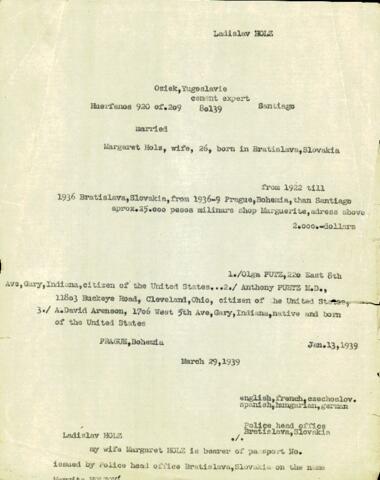 Ladislav HOLZ
Osiek,Yugoslavie
cement expert
Huerfanos 920 of.209 80139 Santiago
married
Margaret Holz, wife, 26, born in Bratislava,Slovakia
from 1922 till
1936 Bratislava,Slovakia,from 1936-9 Prague,Bohemia,than Santiago
aprox.25.000 pesos milinars shop Marguerite,adress above
2.000.-dollars
1./Olga PUTZ,220 East 8th
Ave,Gary,Indiana,citizen of the United States...2./ Anthony PUETZ M.D.,
11803 Buckeye Road, Cleveland,Ohio, citizen of the United States,
3./ A.David Arenson, 1706 West 5th Ave,Gary,Indiana,native and born
of the United States
PRAGUE,Bohemia Jan.13,1939
March 29,1939
english,french,czechoslov.
spanish,hungarian,german
Police head office
Bratislava,Slovakia
Ladislav HOLZ ./.
my wife Margaret HOLZ is bearer of passport No.
issued by Police head office Bratislava,Slovakia on the name